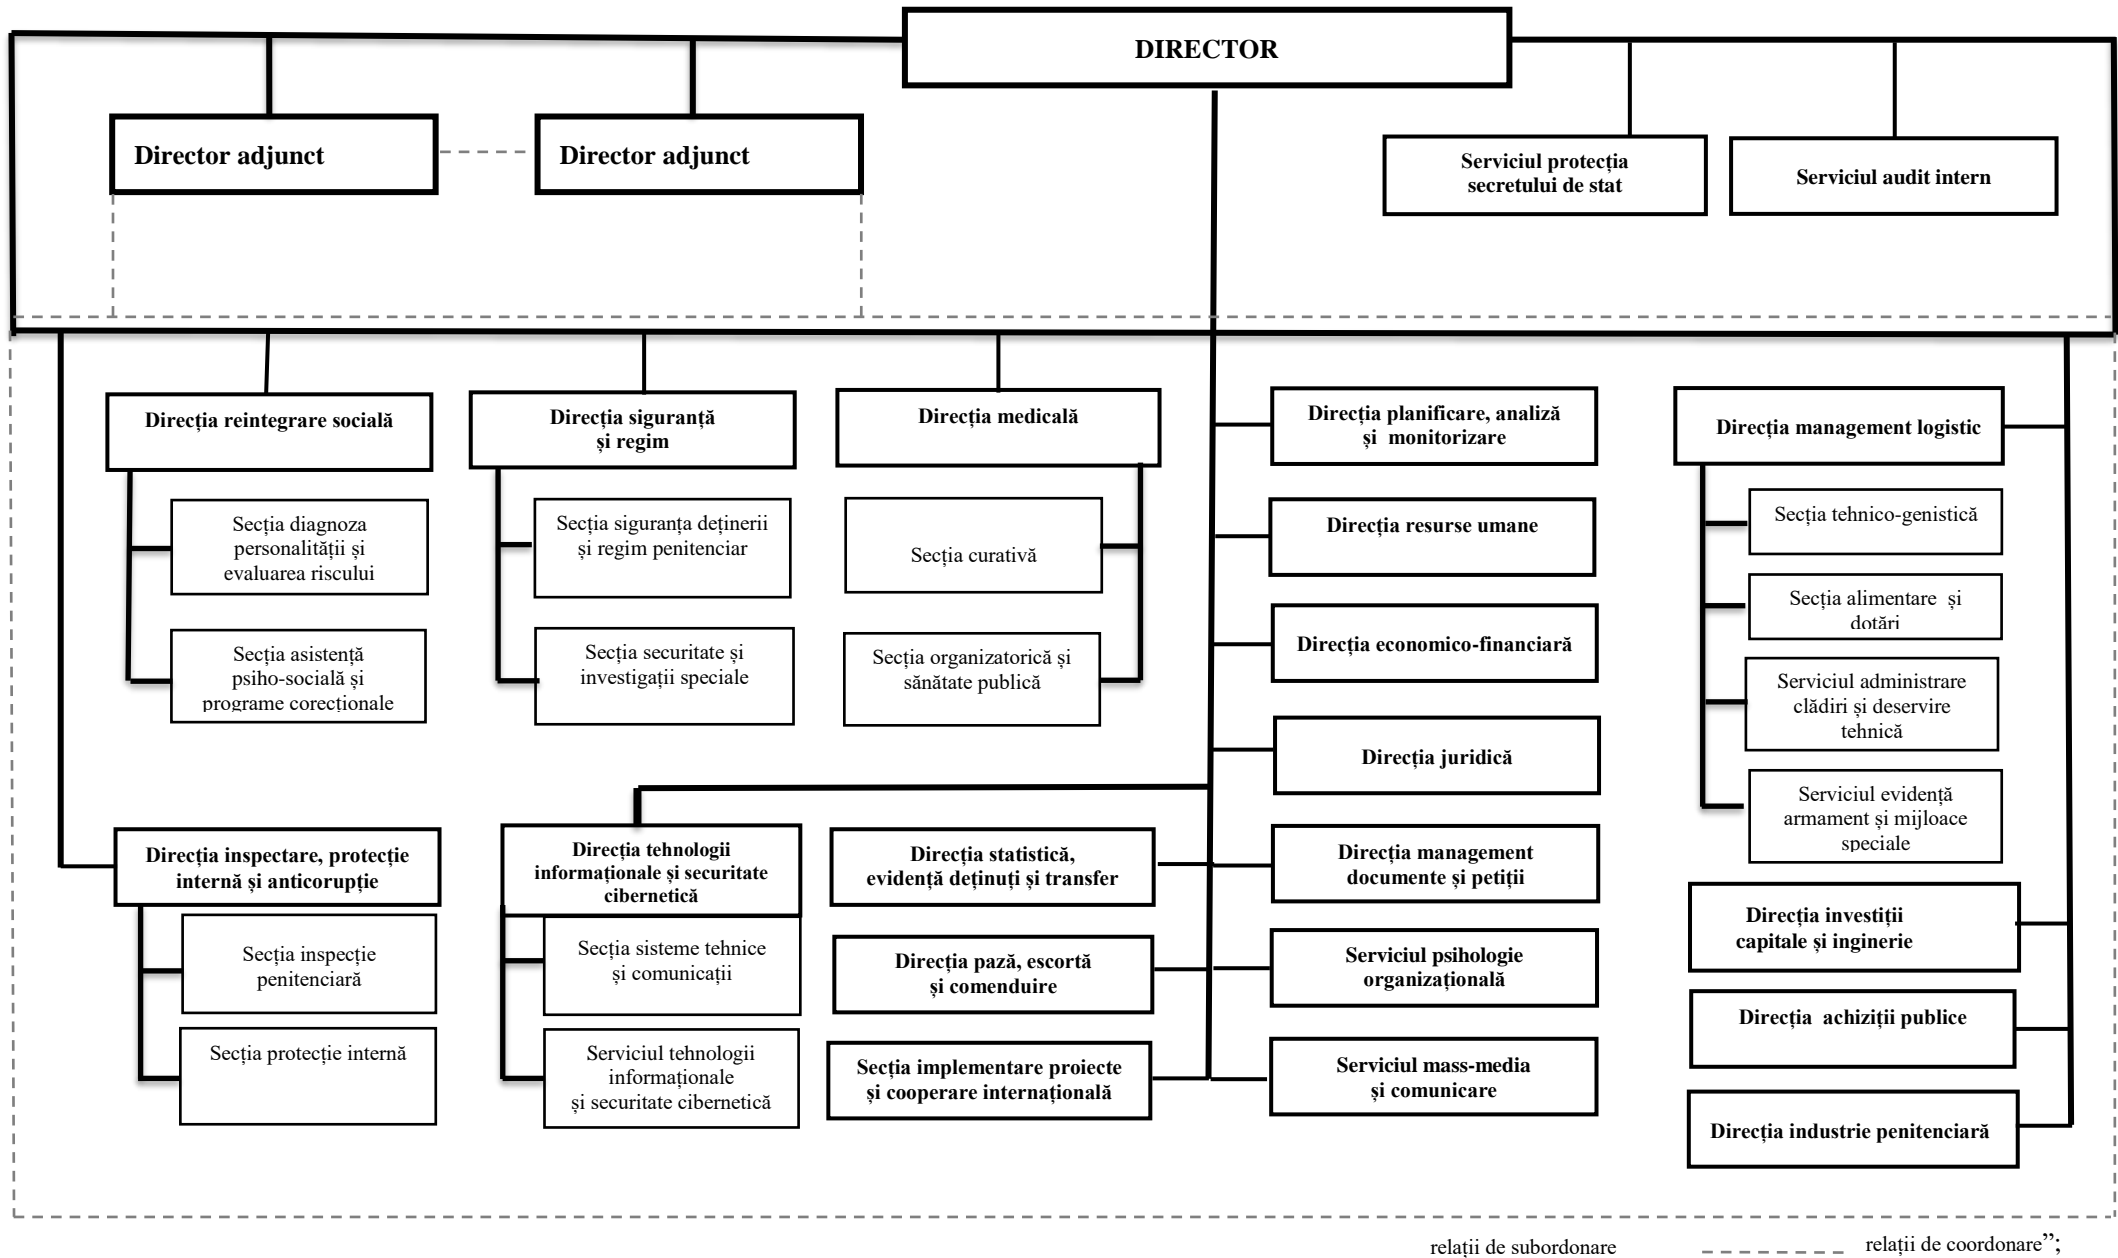 DIRECTOR
Director adjunct
Director adjunct
Serviciul protecția
secretului de stat
Serviciul audit intern
Direcția reintegrare socială
Secția diagnoza
personalității și
evaluarea riscului
Secția asistență
psiho-socială și
programe corecționale
Direcția siguranță
și regim
Secția siguranța deținerii
și regim penitenciar
Secția securitate și
investigații speciale
Direcția medicală
Secția curativă
Secția organizatorică și
sănătate publică
Direcția planificare, analiză
și monitorizare
Direcția resurse umane
Direcția economico-financiară
Direcția juridică
Direcția management
documente și petiții
Serviciul psihologie
organizațională
Serviciul mass-media
și comunicare
Direcția management logistic
Secția tehnico-genistică
Secția alimentare și
dotări
Serviciul administrare
clădiri și deservire
tehnică
Serviciul evidență
armament și mijloace
speciale
Direcția investiții
capitale și inginerie
Direcția achiziții publice
Direcția industrie penitenciară
Direcția inspectare, protecție
internă și anticorupție
Secția inspecție
penitenciară
Secția protecție internă
Direcția tehnologii
informaționale și securitate
cibernetică
Secția sisteme tehnice
și comunicații
Serviciul tehnologii
informaționale
și securitate cibernetică
Direcția statistică,
evidență deținuți și transfer
Direcția pază, escortă
și comenduire
Secția implementare proiecte
și cooperare internațională
relații de subordonare
relații de coordonare”;